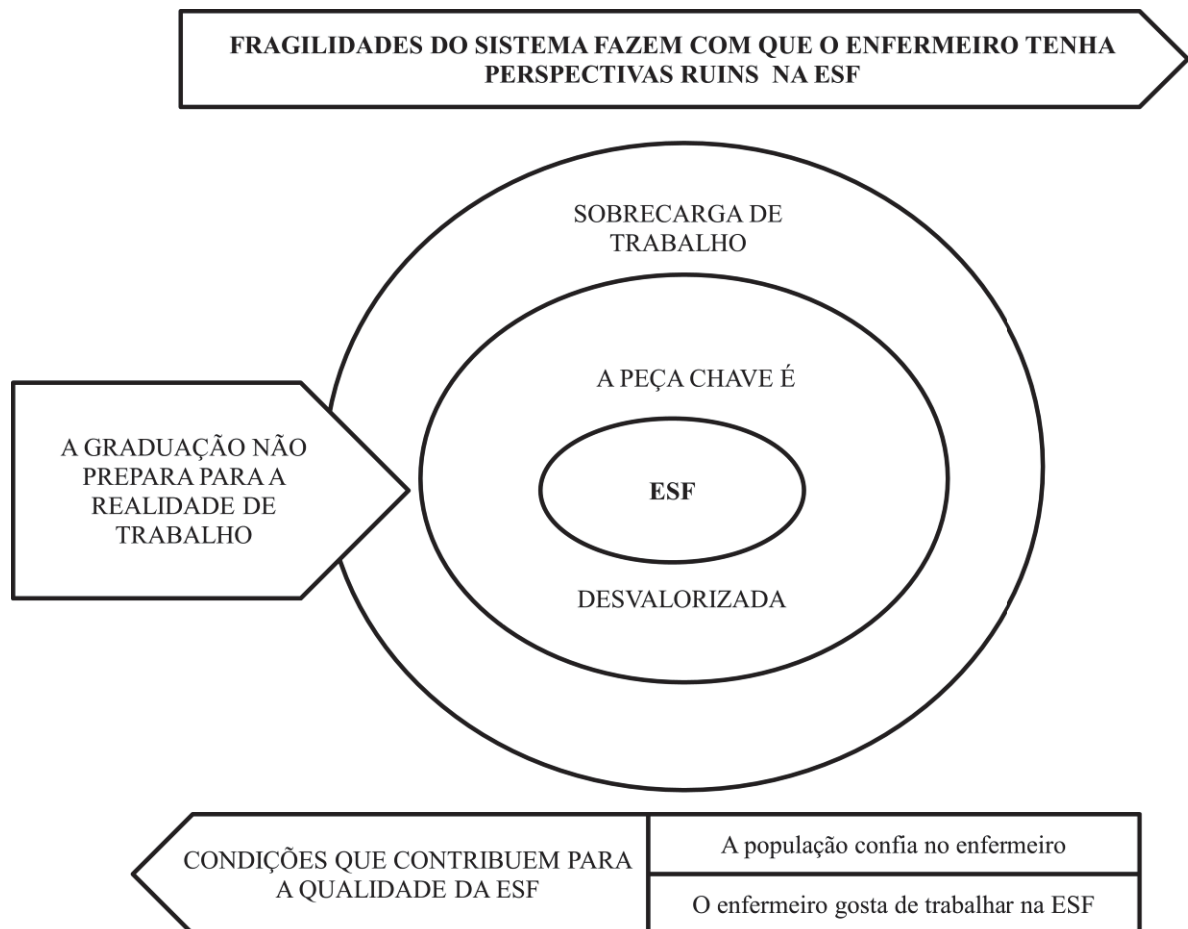 FRAGILIDADES DO SISTEMA FAZEM COM QUE O ENFERMEIRO TENHA
PERSPECTIVAS RUINS NA ESF
SOBRECARGA DE
TRABALHO
A PEÇA CHAVE É
ESF
DESVALORIZADA
A GRADUAÇÃO NÃO
PREPARA PARA A
REALIDADE DE
TRABALHO
CONDIÇÕES QUE CONTRIBUEM PARA
A QUALIDADE DA ESF
A população confia no enfermeiro
O enfermeiro gosta de trabalhar na ESF